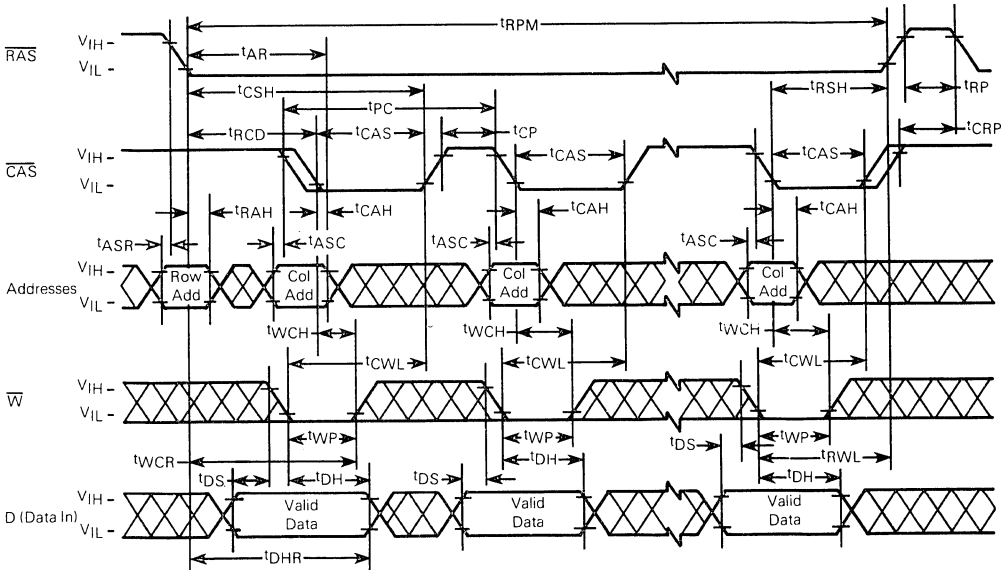 tRPM
VIH
RAS
VIL
tAR
tCSH
tRSH
tRP
tPC
tRCD
tCAS
tCP
tCRP
VIH
CAS
VIL
tCAS
tCAS
tRAH
tCAH
tCAH
tCAH
tASR
tASC
tASC
tASC
VIH
Addresses
VIL
Row
Add
Col
Add
Col
Add
Col
Add
tWCH
tWCH
tWCH
tCWL
tCWL
tCWL
VIH
W
VIL
tWP
tWP
tWP
tWCR
tDS
tRWL
tDS
tDH
tDS
tDH
tDH
VIH
D (Data In)
VIL
Valid
Data
Valid
Data
Valid
Data
tDHR